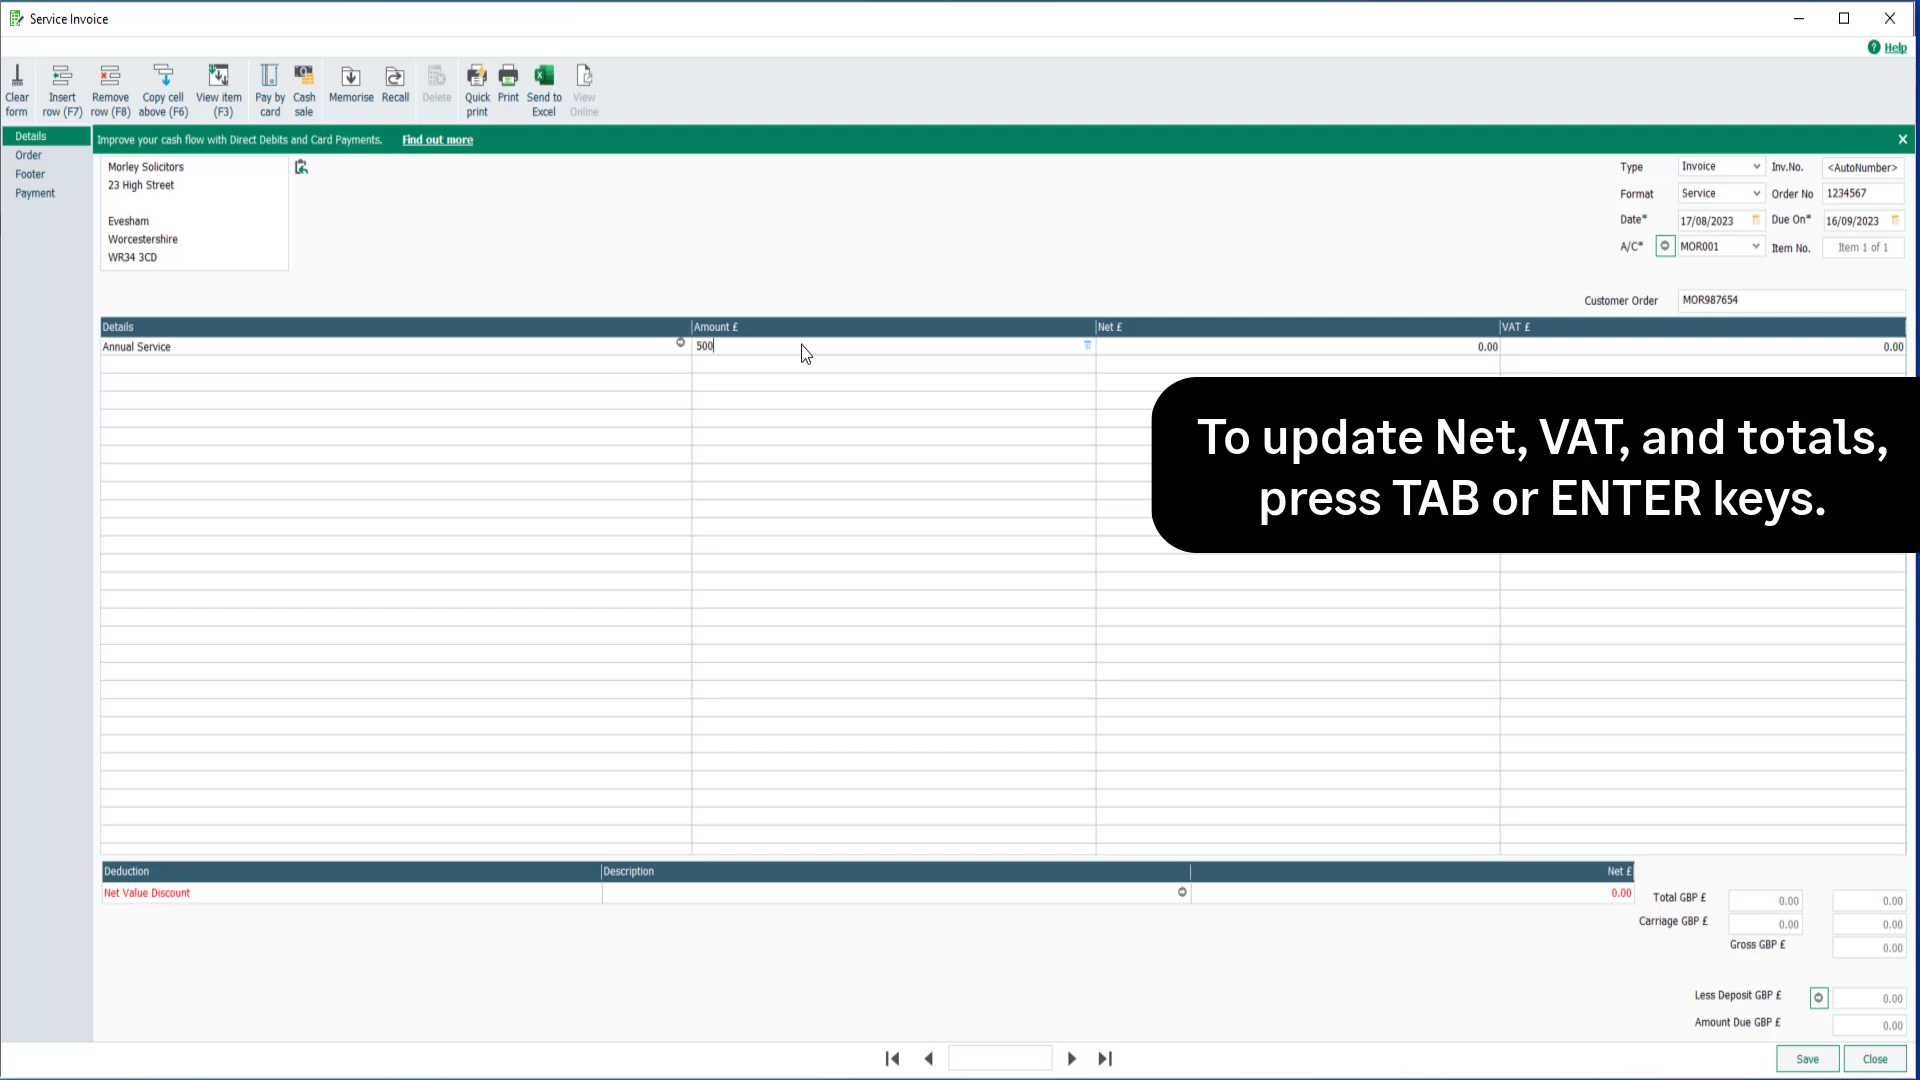 Service Invoice
Help
Clear form
Insert row (F7)
Remove row (F8)
Copy cell above (F6)
View item (F3)
Pay by card
Cash sale
Memorise
Recall
Delete
Quick print
Print
Send to Excel
View Online
Details
Order
Footer
Payment
Improve your cash flow with Direct Debits and Card Payments. Find out more
Morley Solicitors
23 High Street
Evesham
Worcestershire
WR34 3CD
Type Invoice Inv.No. <AutoNumber>
Format Service Order No 1234567
Date* 17/08/2023 Due On* 16/09/2023
A/C* MOR001 Item No. Item 1 of 1
Customer Order MOR987654
Details Amount £ Net £ VAT £
Annual Service 500 0.00 0.00
To update Net, VAT, and totals,
press TAB or ENTER keys.
Deduction Description Net £
Net Value Discount 0.00
Total GBP £ 0.00 0.00
Carriage GBP £ 0.00 0.00
Gross GBP £ 0.00
Less Deposit GBP £ 0.00
Amount Due GBP £ 0.00
Save Close